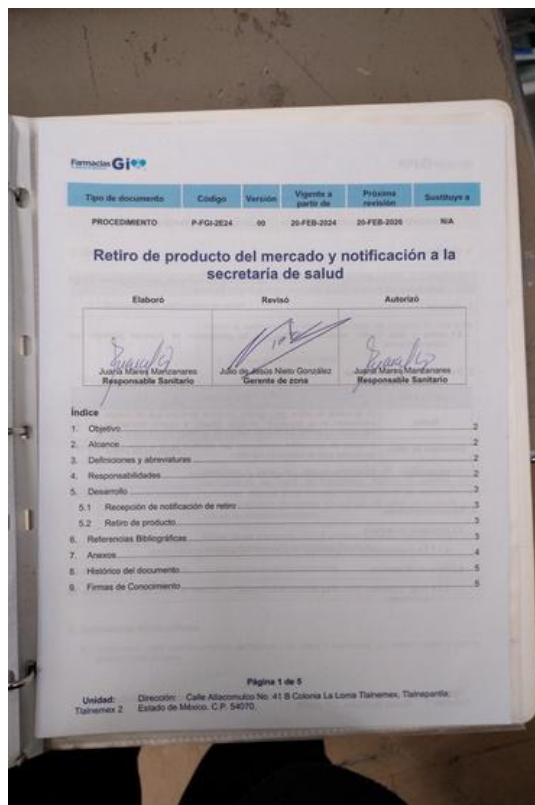 Farmacias Gi
Tipo de documento Código Versión Vigente a partir de Próxima revisión Sustituye a
PROCEDIMIENTO P-FGI-2E24 00 20-FEB-2024 20-FEB-2026 N/A
Retiro de producto del mercado y notificación a la
secretaría de salud
Elaboró Revisó Autorizó
Juana Mares Manzanares Julio de Jesús Nieto González Juana Mares Manzanares
Responsable Sanitario Gerente de zona Responsable Sanitario
Índice
1. Objetivo 2
2. Alcance 2
3. Definiciones y abreviaturas 2
4. Responsabilidades 2
5. Desarrollo 3
5.1 Recepción de notificación de retiro 3
5.2 Retiro de producto 3
6. Referencias Bibliográficas 3
7. Anexos 4
8. Histórico del documento 5
9. Firmas de Conocimiento 5
Página 1 de 5
Unidad: Dirección: Calle Atlacomulco No. 41 B Colonia La Loma Tlalnemex, Tlalnepantla;
Tlalnemex 2 Estado de México. C.P. 54070.